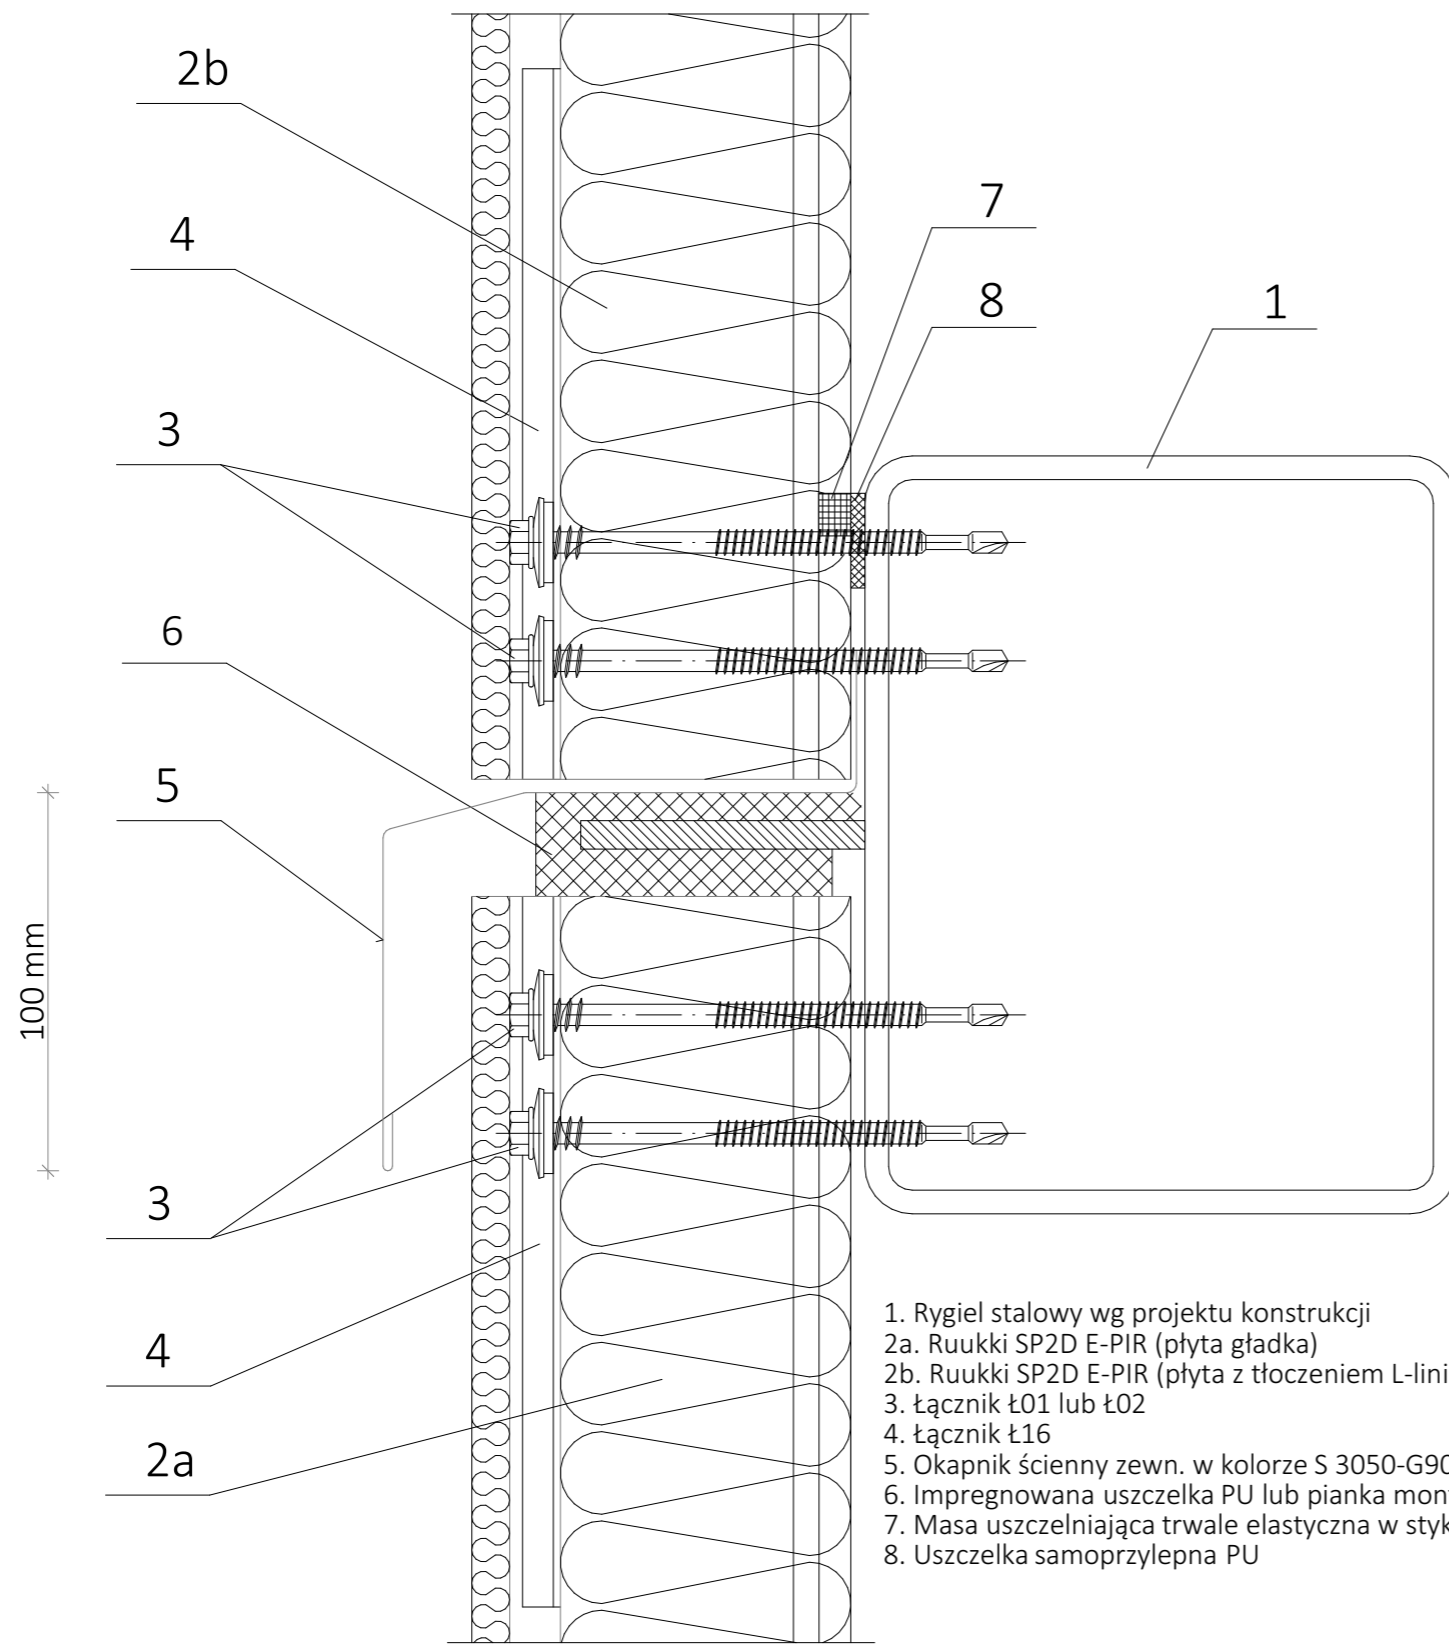 2b
4
7
8
1
3
6
5
100 mm
3
4
2a
1. Rygiel stalowy wg projektu konstrukcji
2a. Ruukki SP2D E-PIR (płyta gładka)
2b. Ruukki SP2D E-PIR (płyta z tłoczeniem L-lini
3. Łącznik Ł01 lub Ł02
4. Łącznik Ł16
5. Okapnik ścienny zewn. w kolorze S 3050-G90
6. Impregnowana uszczelka PU lub pianka mon
7. Masa uszczelniająca trwale elastyczna w styk
8. Uszczelka samoprzylepna PU